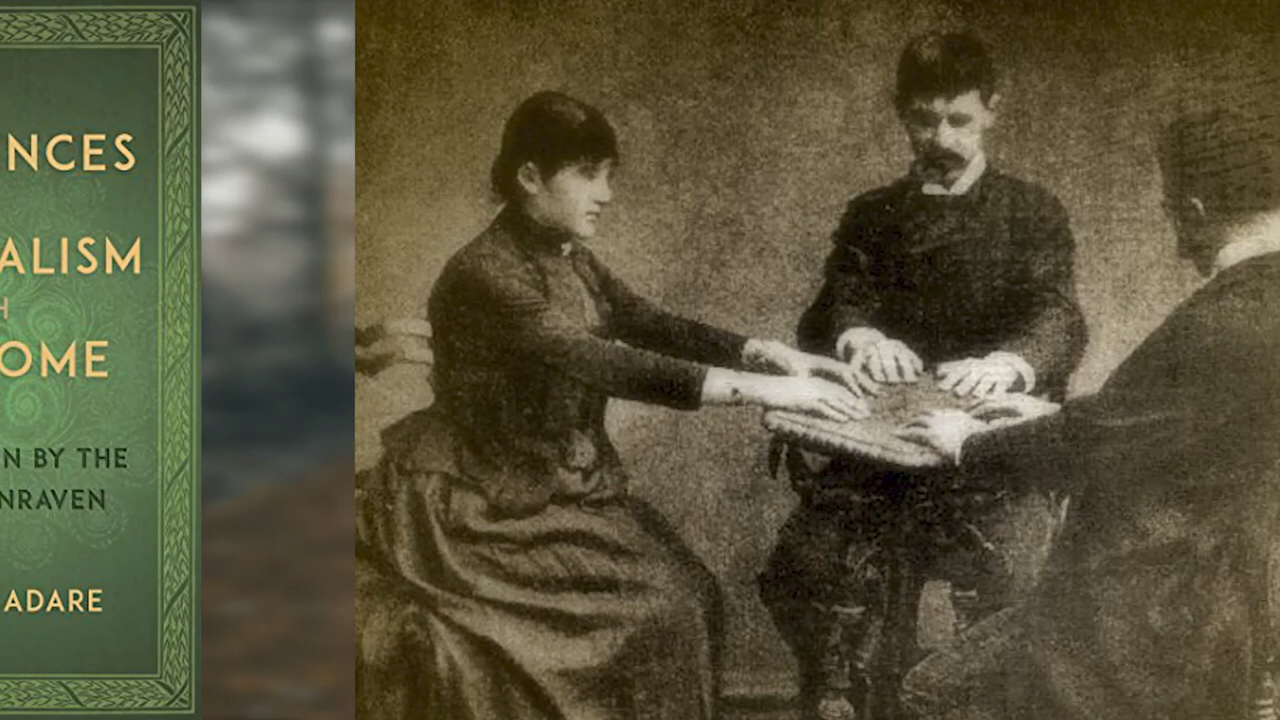 NCES
ALISM
H
OME
N BY THE
NRAVEN
ADARE